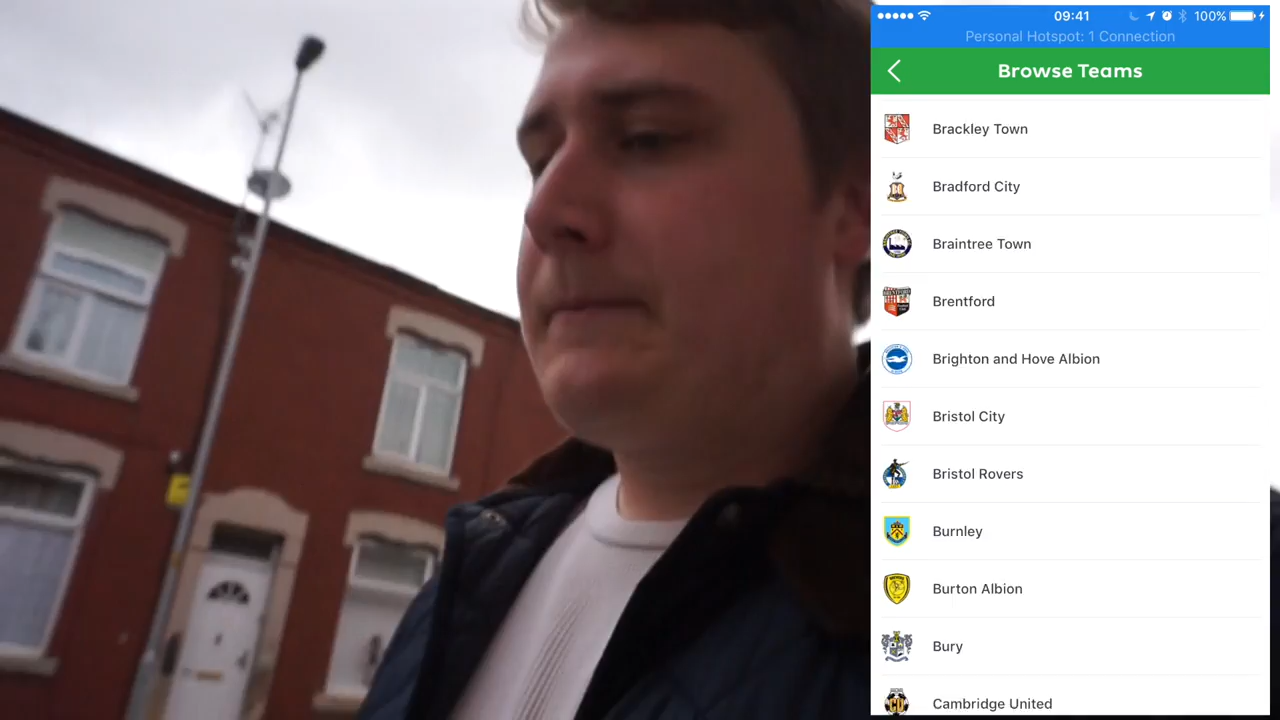 09:41
100%
Personal Hotspot: 1 Connection
Browse Teams
Brackley Town
Bradford City
Braintree Town
Brentford
Brighton and Hove Albion
Bristol City
Bristol Rovers
Burnley
Burton Albion
Bury
Cambridge United